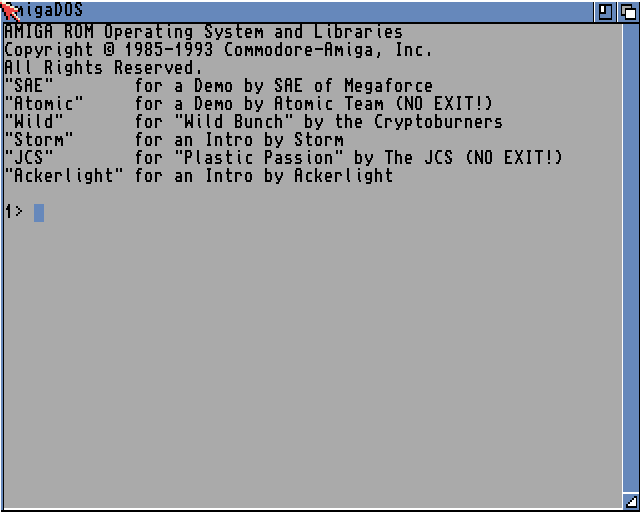 AmigaDOS
AMIGA ROM Operating System and Libraries
Copyright © 1985-1993 Commodore-Amiga, Inc.
All Rights Reserved.
"SAE"        for a Demo by SAE of Megaforce
"Atomic"     for a Demo by Atomic Team (NO EXIT!)
"Wild"       for "Wild Bunch" by the Cryptoburners
"Storm"      for an Intro by Storm
"JCS"        for "Plastic Passion" by The JCS (NO EXIT!)
"Ackerlight" for an Intro by Ackerlight
1>